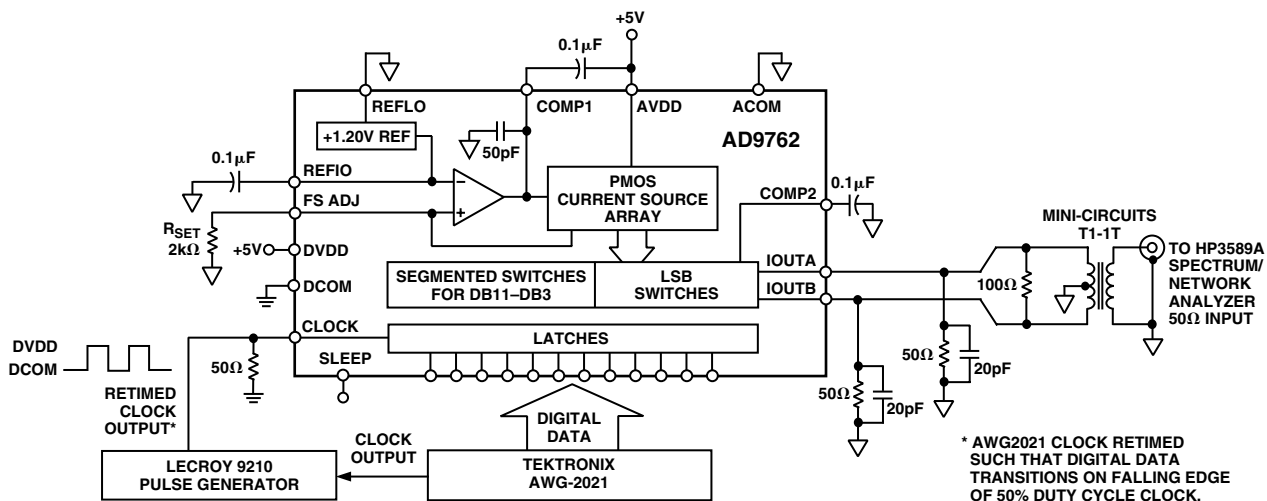 +5V
0.1µF
REFLO
COMP1
AVDD
ACOM
AD9762
+1.20V REF
50pF
0.1µF
REFIO
PMOS
CURRENT SOURCE
ARRAY
COMP2
0.1µF
FS ADJ
RSET
2kΩ
MINI-CIRCUITS
T1-1T
+5V
DVDD
TO HP3589A
SPECTRUM/
NETWORK
ANALYZER
50Ω INPUT
DCOM
SEGMENTED SWITCHES
FOR DB11–DB3
LSB
SWITCHES
IOUTA
IOUTB
100Ω
CLOCK
LATCHES
DVDD
DCOM
50Ω
SLEEP
50Ω
20pF
50Ω
20pF
RETIMED
CLOCK
OUTPUT*
DIGITAL
DATA
CLOCK
OUTPUT
LECROY 9210
PULSE GENERATOR
TEKTRONIX
AWG-2021
* AWG2021 CLOCK RETIMED
SUCH THAT DIGITAL DATA
TRANSITIONS ON FALLING EDGE
OF 50% DUTY CYCLE CLOCK.